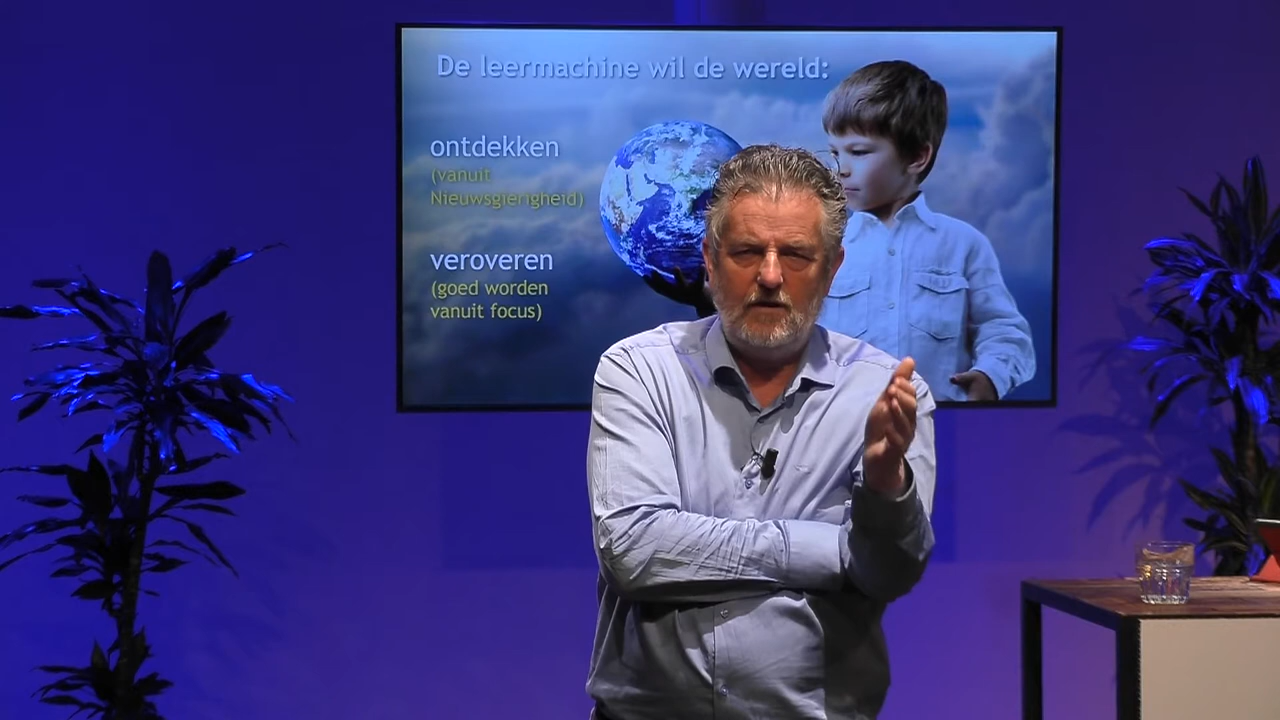 De leermachine wil de wereld:
ontdekken
(vanuit
Nieuwsgierigheid)
veroveren
(goed worden
vanuit focus)